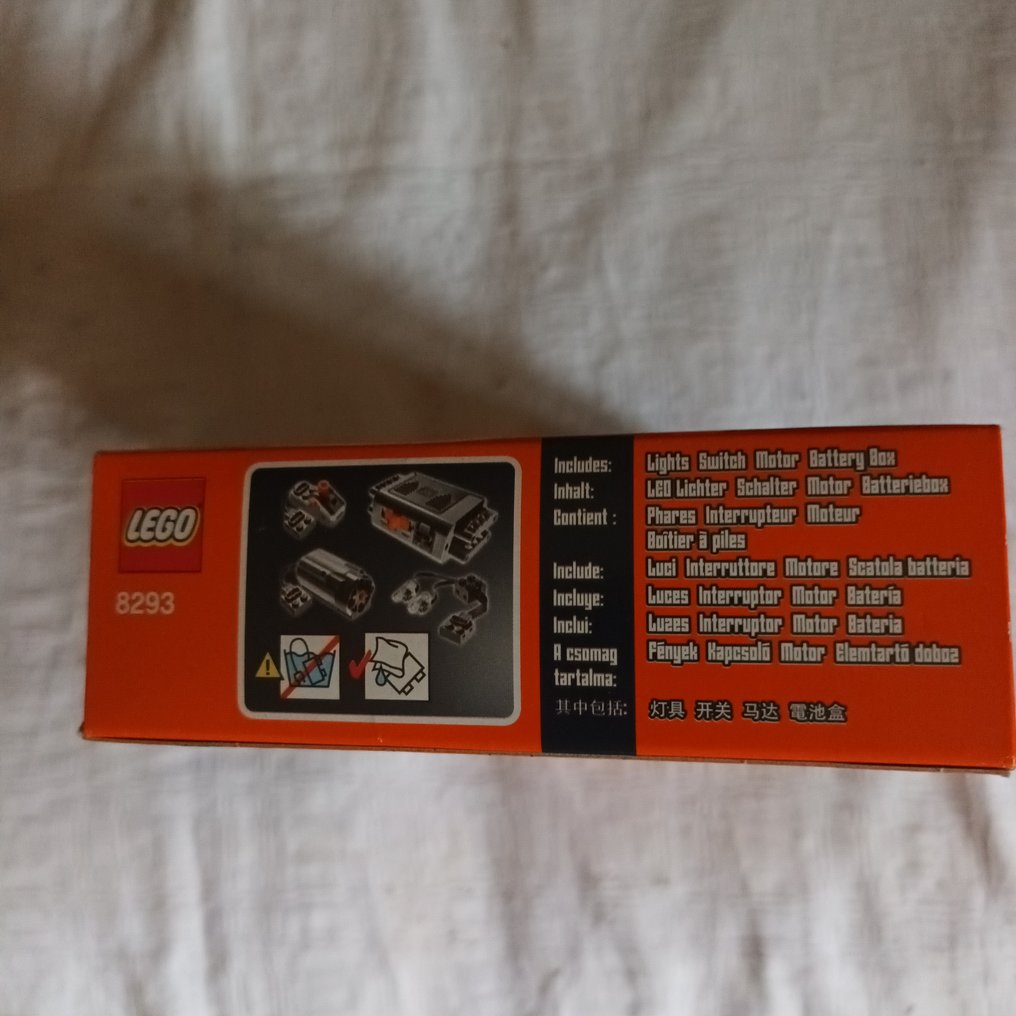 LEGO
8293
Includes: Lights Switch Motor Battery Box
Inhalt: LED Lichter Schalter Motor Batteriebox
Contient : Phares Interrupteur Moteur
Boîtier à piles
Include: Luci Interruttore Motore Scatola batteria
Incluye: Luces Interruptor Motor Batería
Inclui: Luzes Interruptor Motor Bateria
A csomag tartalma: Fények Kapcsoló Motor Elemtartó doboz
其中包括: 灯具 开关 马达 電池盒